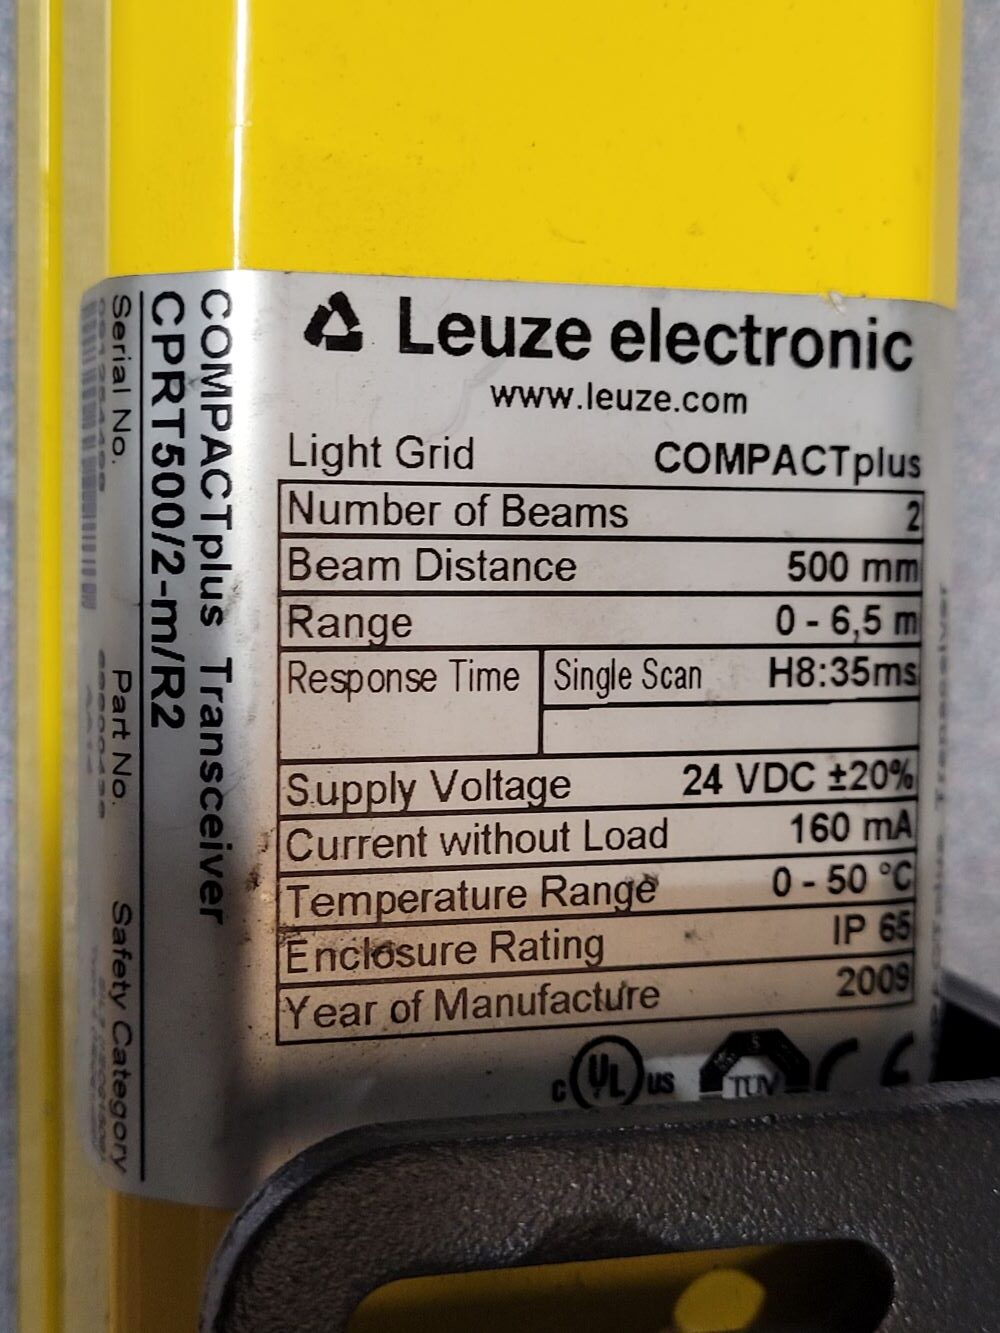 Leuze electronic
www.leuze.com
Light Grid COMPACTplus
Number of Beams 2
Beam Distance 500 mm
Range 0 - 6,5 m
Response Time Single Scan H8:35ms
Supply Voltage 24 VDC ±20%
Current without Load 160 mA
Temperature Range 0 - 50 °C
Enclosure Rating IP 65
Year of Manufacture 2009
c UL us TÜV CE
COMPACTplus Transceiver
CPRT500/2-m/R2
Serial No. Part No. Safety Category